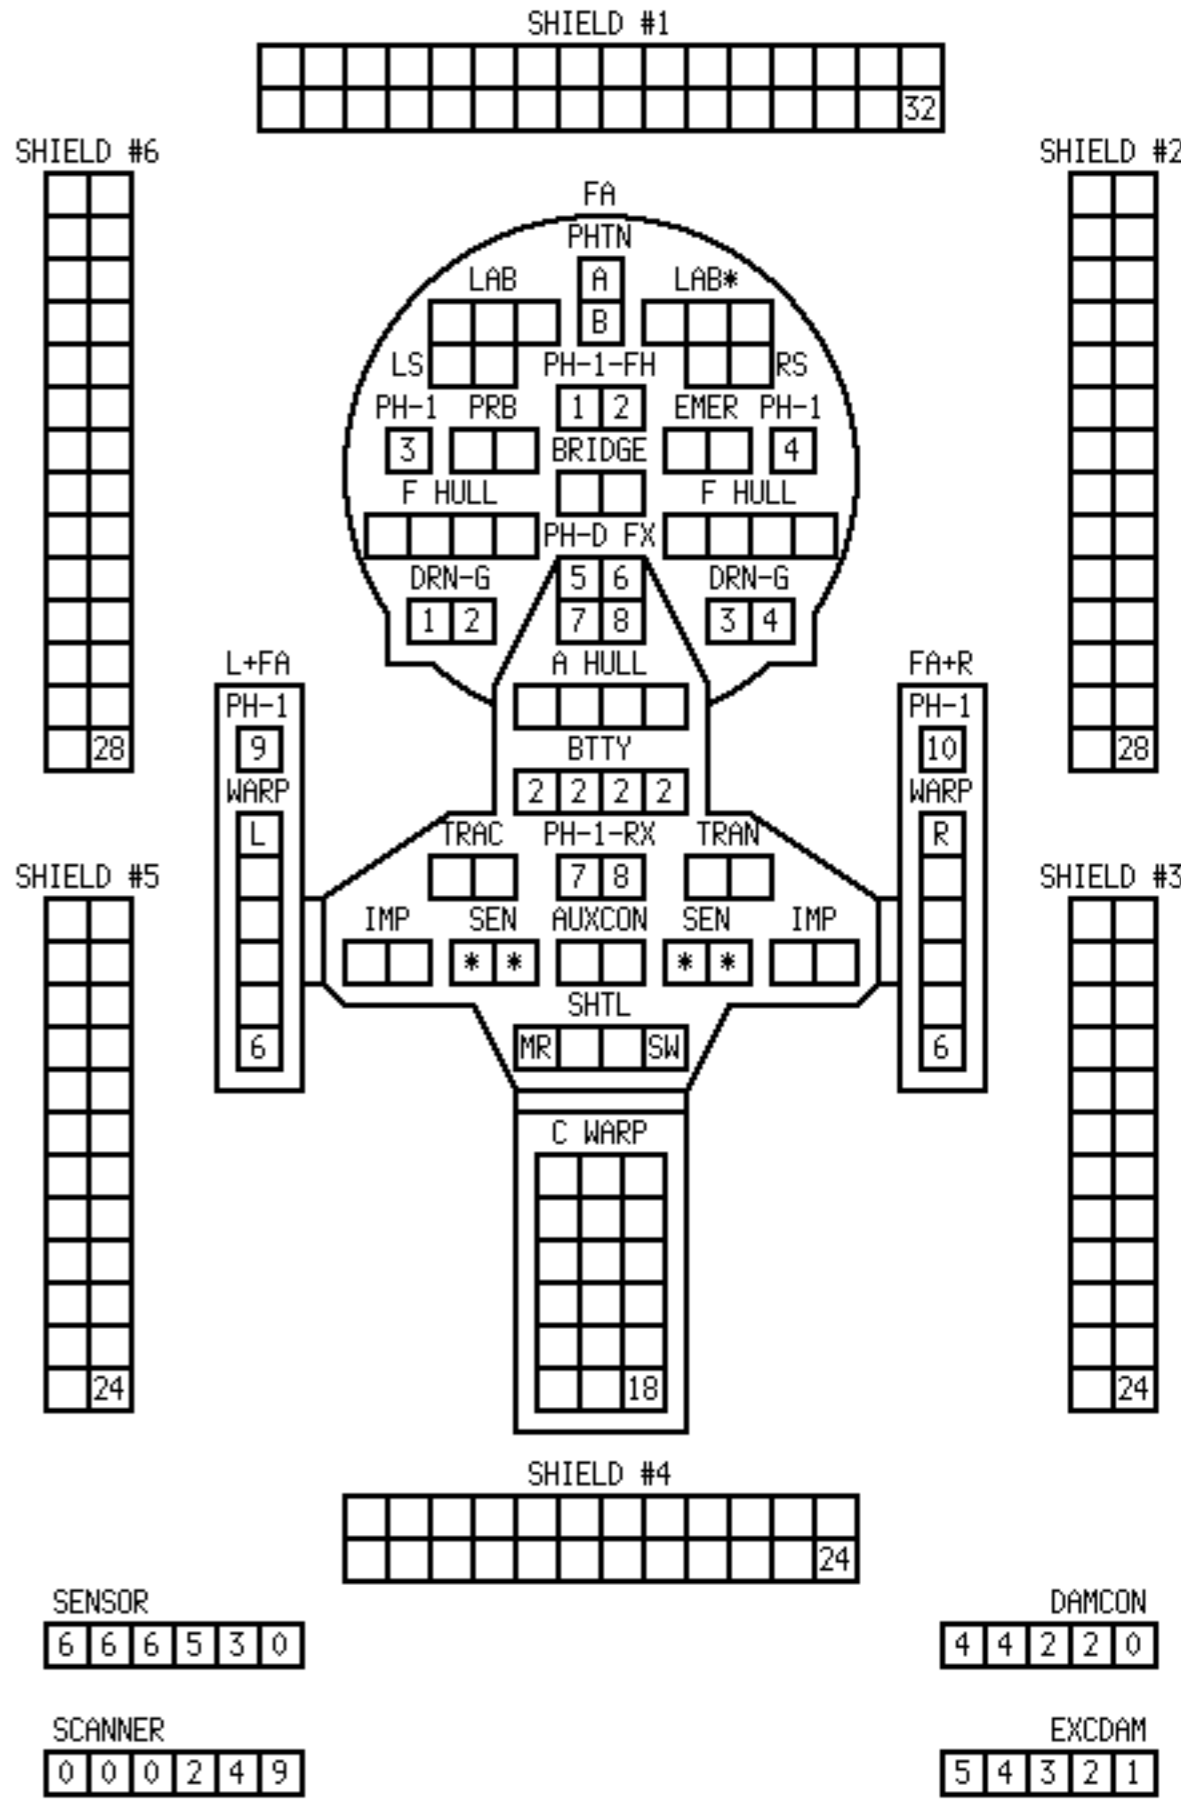 SHIELD #1
32
SHIELD #6
SHIELD #2
FA
PHTN
LAB A LAB*
B
LS PH-1-FH RS
PH-1 PRB 1 2 EMER PH-1
3 BRIDGE 4
F HULL F HULL
PH-D FX
DRN-G 5 6 DRN-G
1 2 7 8 3 4
L+FA A HULL FA+R
PH-1 PH-1
28 9 BTTY 10 28
WARP 2 2 2 2 WARP
L TRAC PH-1-RX TRAN R
SHIELD #5 7 8 SHIELD #3
IMP SEN AUXCON SEN IMP
* * * *
SHTL
6 MR SW 6
C WARP
24 18 24
SHIELD #4
24
SENSOR DAMCON
6 6 6 5 3 0 4 4 2 2 0
SCANNER EXCDAM
0 0 0 2 4 9 5 4 3 2 1